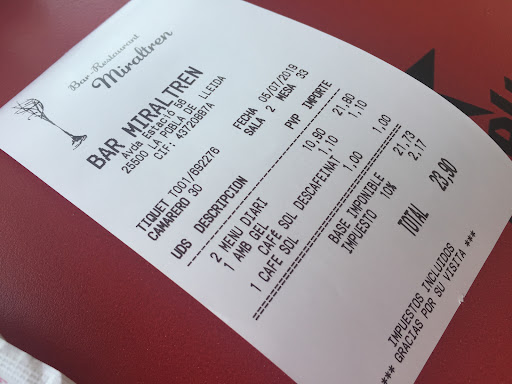 Bar-Restaurant
Miraltren
BAR MIRALTREN
Avda Estació 56
25500 LA POBLA DE LLEIDA
CIF: 43720887A
FECHA 05/07/2019
SALA 2 MESA 33
TIQUET T001/692276
CAMARERO 30
UDS DESCRIPCION PVP IMPORTE
2 MENU DIARI 10,90 21,80
1 AMB GEL 1,10 1,10
CAFÉ SOL DESCAFEINAT
1 CAFE SOL 1,00 1,00
BASE IMPONIBLE 21,73
IMPUESTO 10% 2,17
TOTAL 23,90
IMPUESTOS INCLUIDOS
*** GRACIAS POR SU VISITA ***